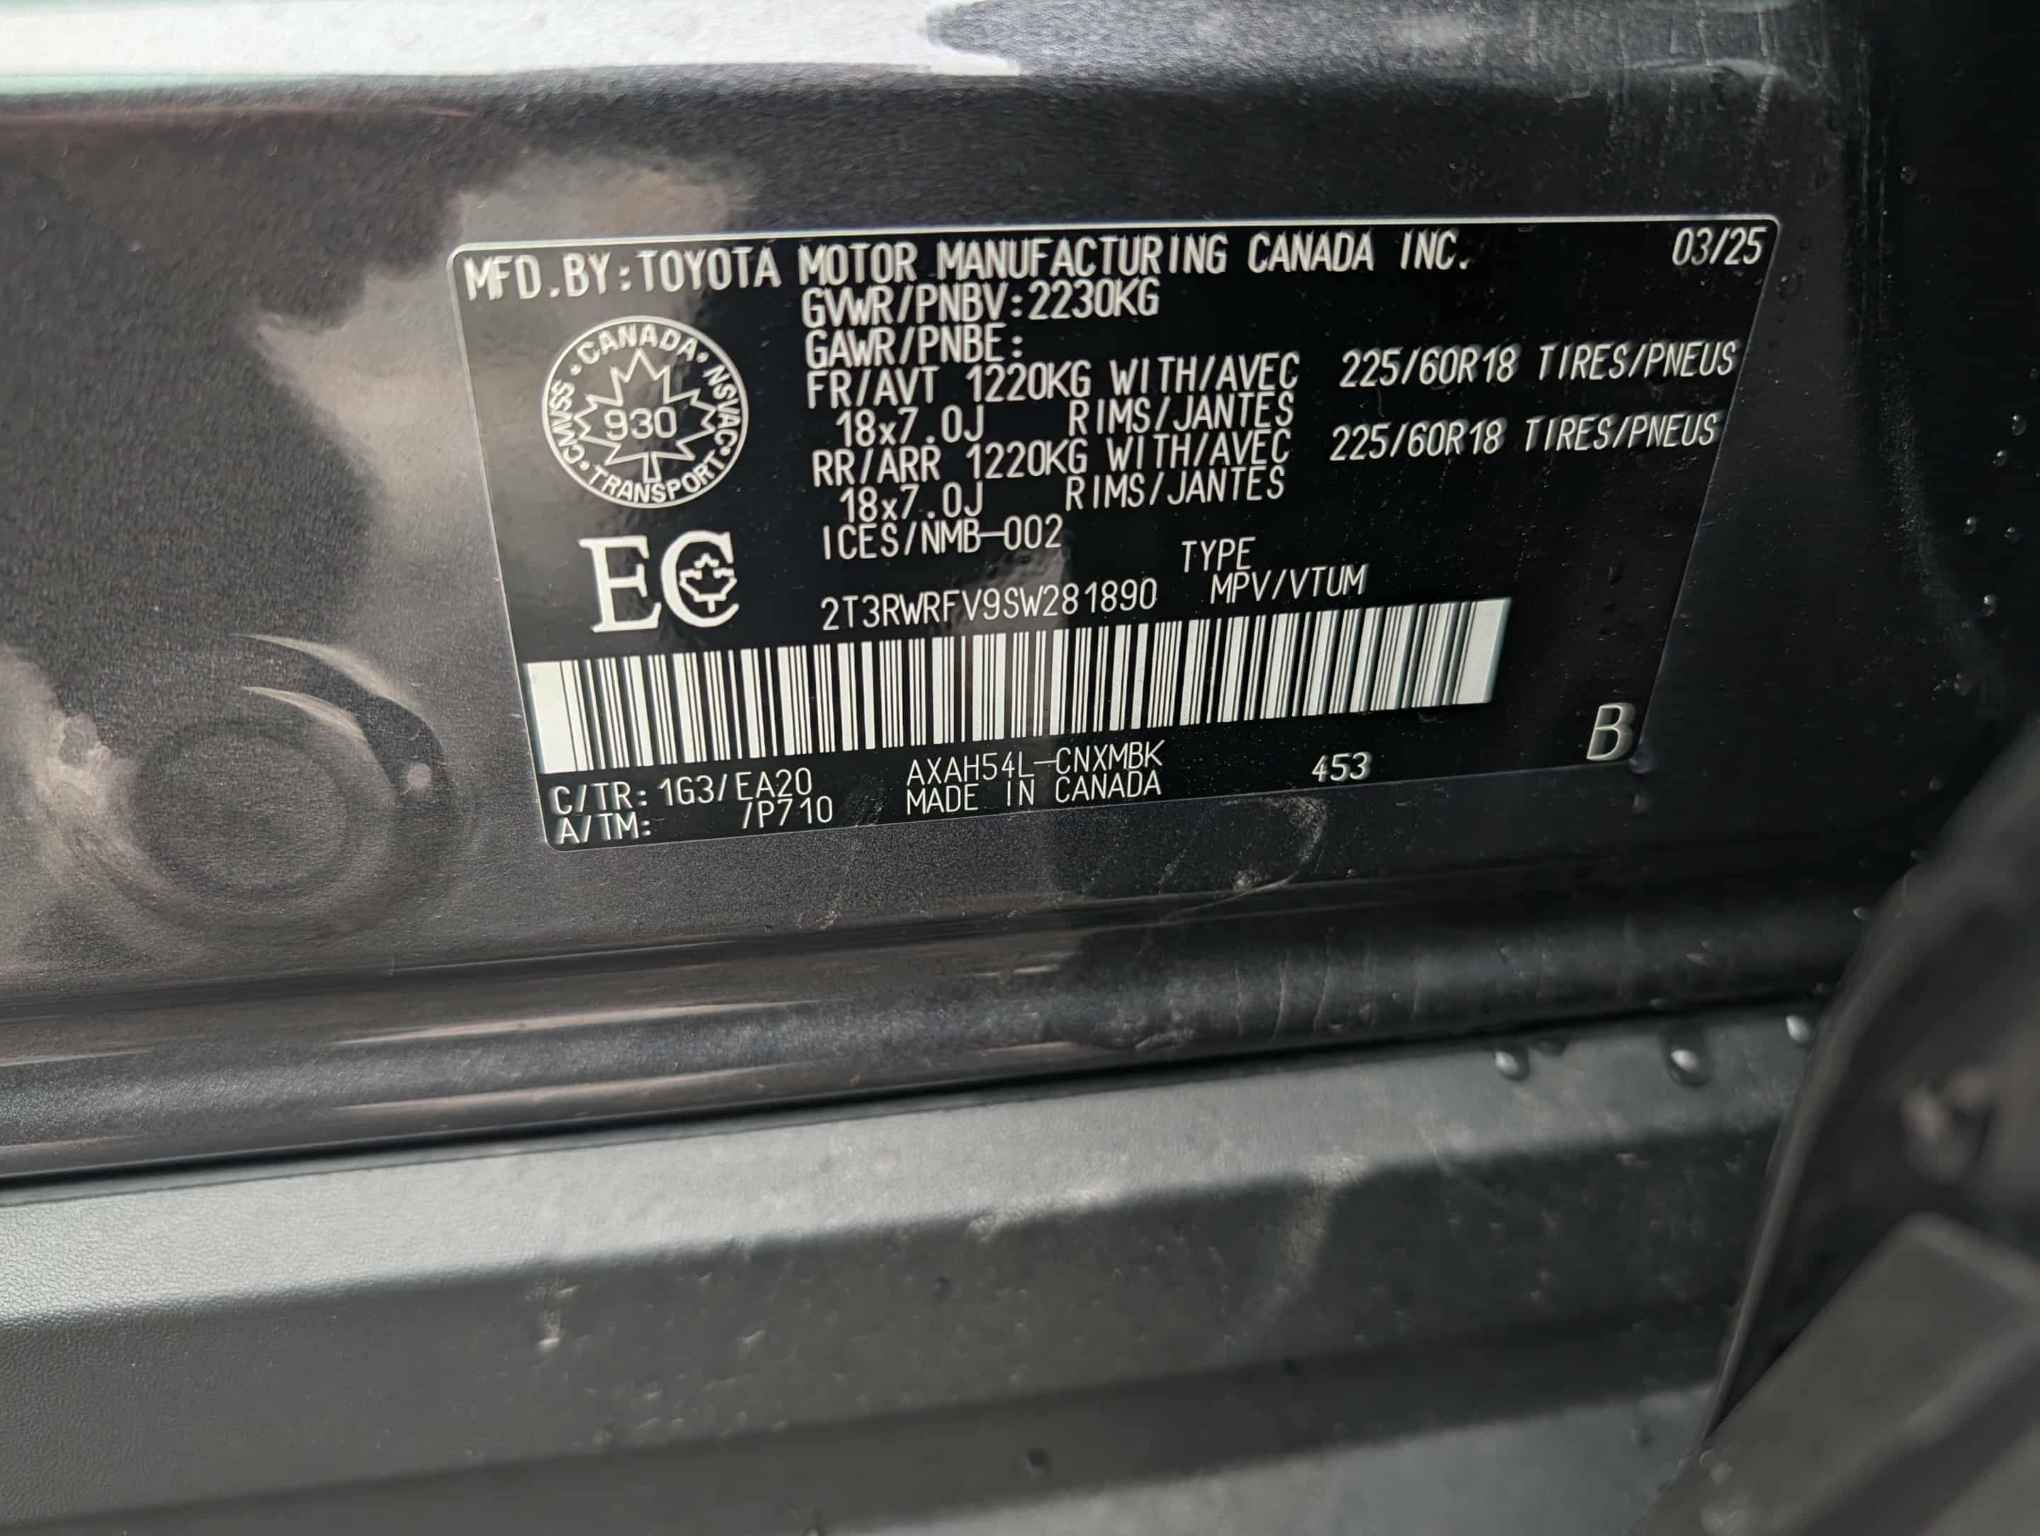 MFD.BY:TOYOTA MOTOR MANUFACTURING CANADA INC. 03/25
GVWR/PNBV:2230KG
GAWR/PNBE:
FR/AVT 1220KG WITH/AVEC 225/60R18 TIRES/PNEUS
18x7.0J RIMS/JANTES
RR/ARR 1220KG WITH/AVEC 225/60R18 TIRES/PNEUS
18x7.0J RIMS/JANTES
ICES/NMB-002
CANADA • NSVAC • TRANSPORT • CMVSS •
930
EC
TYPE
2T3RWRFV9SW281890 MPV/VTUM
C/TR: 1G3/EA20 AXAH54L-CNXMBK 453 B
A/TM: /P710 MADE IN CANADA